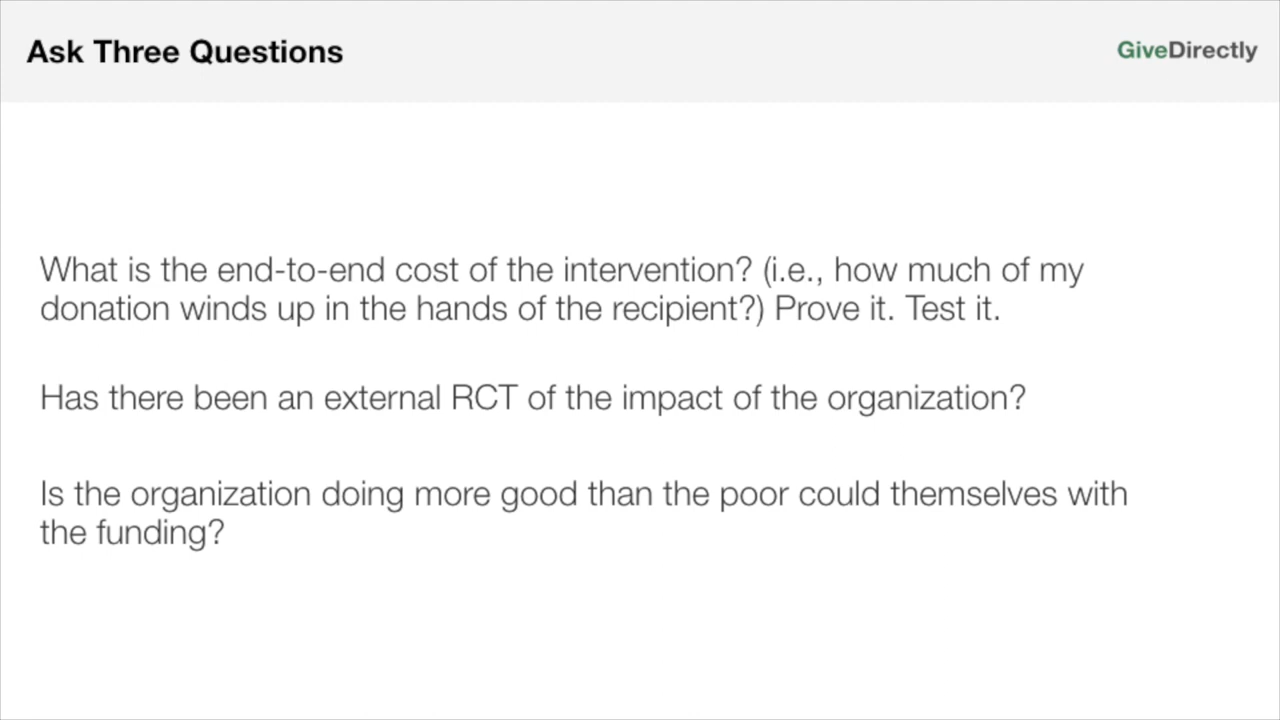 Ask Three Questions
GiveDirectly
What is the end-to-end cost of the intervention? (i.e., how much of my
donation winds up in the hands of the recipient?) Prove it. Test it.
Has there been an external RCT of the impact of the organization?
Is the organization doing more good than the poor could themselves with
the funding?